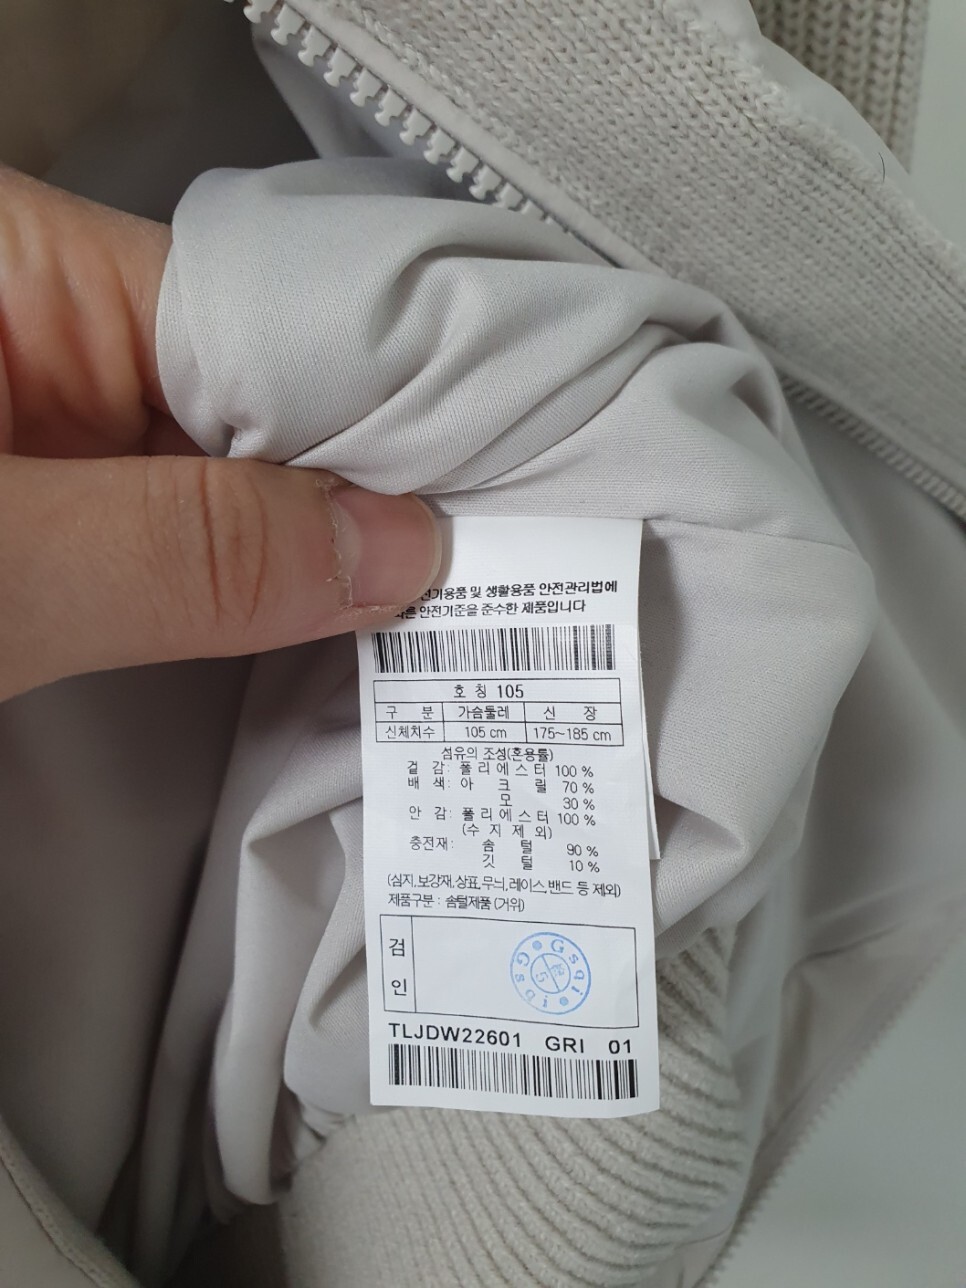 전기용품 및 생활용품 안전관리법에
따른 안전기준을 준수한 제품입니다
호 칭 105
구 분 가슴둘레 신 장
신체치수 105 cm 175~185 cm
섬유의 조성(혼용률)
겉 감: 폴 리 에 스 터 100 %
배 색: 아 크 릴 70 %
모 30 %
안 감: 폴 리 에 스 터 100 %
(수 지 제 외)
충전재: 솜 털 90 %
깃 털 10 %
(심지,보강재,상표,무늬,레이스,밴드 등 제외)
제품구분 : 솜털제품 (거위)
검
인
Gsqi
Gsqi
TLJDW22601 GRI 01